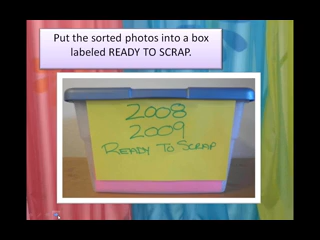 Put the sorted photos into a box
labeled READY TO SCRAP.
2008
2009
READY TO SCRAP